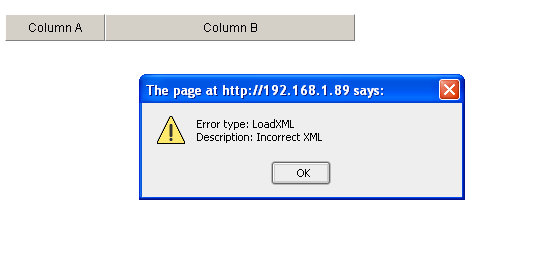 Column A Column B
The page at http://192.168.1.89 says:
Error type: LoadXML
Description: Incorrect XML
OK